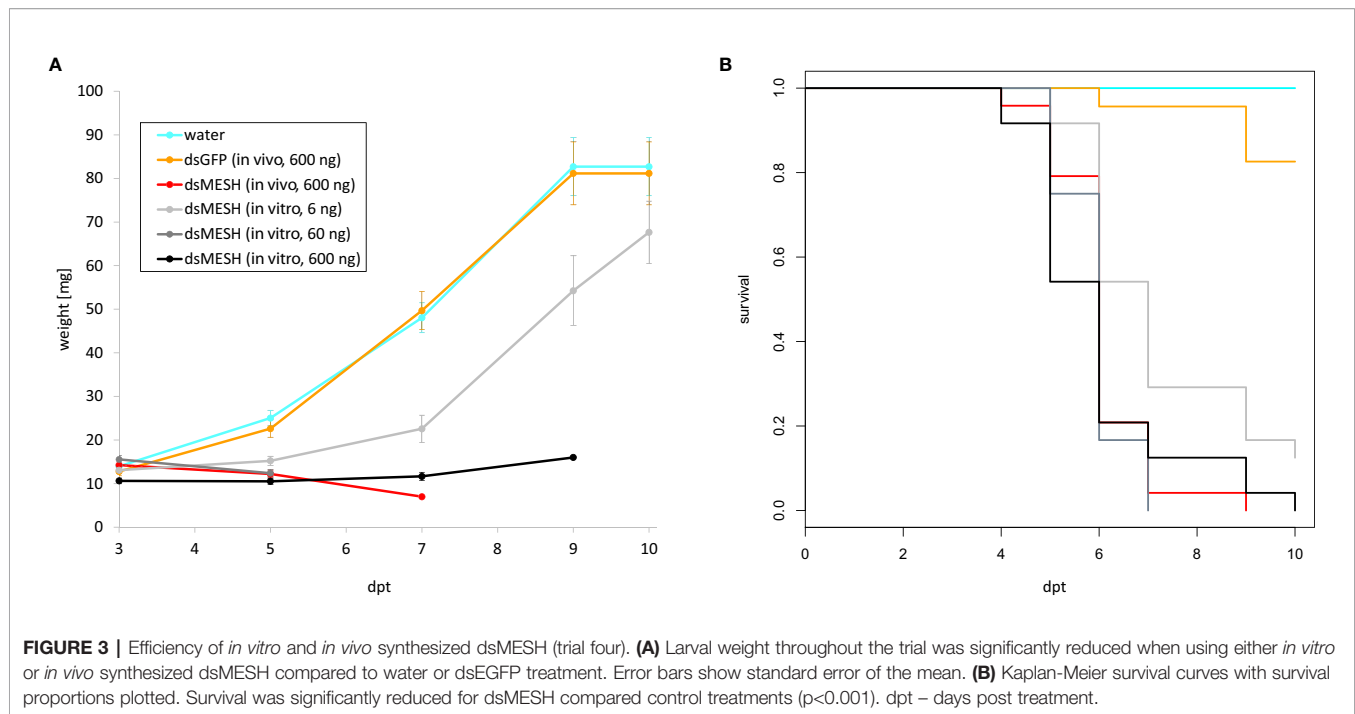 A
100
90
80
70
60
50
40
30
20
10
0
weight [mg]
water
dsGFP (in vivo, 600 ng)
dsMESH (in vivo, 600 ng)
dsMESH (in vitro, 6 ng)
dsMESH (in vitro, 60 ng)
dsMESH (in vitro, 600 ng)
3 4 5 6 7 8 9 10
dpt
B
1.0
0.8
0.6
0.4
0.2
0.0
survival
0 2 4 6 8 10
dpt
FIGURE 3 | Efficiency of in vitro and in vivo synthesized dsMESH (trial four). (A) Larval weight throughout the trial was significantly reduced when using either in vitro
or in vivo synthesized dsMESH compared to water or dsEGFP treatment. Error bars show standard error of the mean. (B) Kaplan-Meier survival curves with survival
proportions plotted. Survival was significantly reduced for dsMESH compared control treatments (p<0.001). dpt – days post treatment.